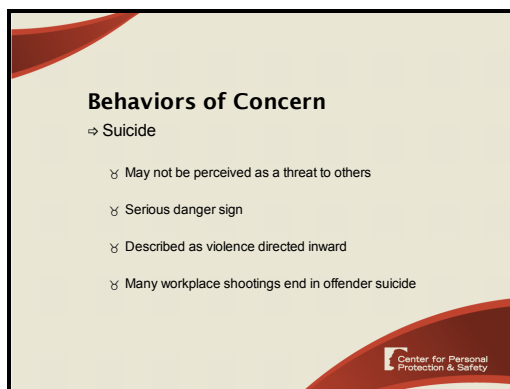 Behaviors of Concern
⇨ Suicide
♉ May not be perceived as a threat to others
♉ Serious danger sign
♉ Described as violence directed inward
♉ Many workplace shootings end in offender suicide
Center for Personal
Protection & Safety